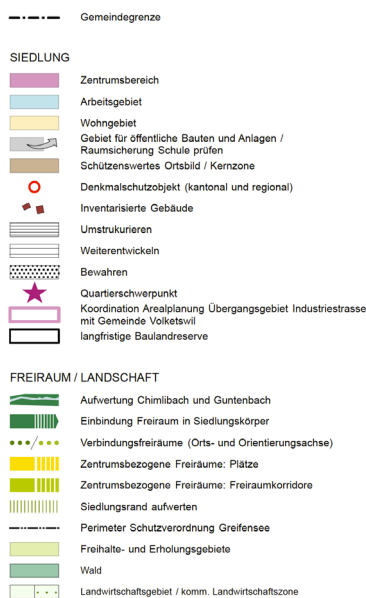 Gemeindegrenze
SIEDLUNG
Zentrumsbereich
Arbeitsgebiet
Wohngebiet
Gebiet für öffentliche Bauten und Anlagen /
Raumsicherung Schule prüfen
Schützenswertes Ortsbild / Kernzone
Denkmalschutzobjekt (kantonal und regional)
Inventarisierte Gebäude
Umstrukurieren
Weiterentwickeln
Bewahren
Quartierschwerpunkt
Koordination Arealplanung Übergangsgebiet Industriestrasse
mit Gemeinde Volketswil
langfristige Baulandreserve
FREIRAUM / LANDSCHAFT
Aufwertung Chimlibach und Guntenbach
Einbindung Freiraum in Siedlungskörper
Verbindungsfreiräume (Orts- und Orientierungsachse)
Zentrumsbezogene Freiräume: Plätze
Zentrumsbezogene Freiräume: Freiraumkorridore
Siedlungsrand aufwerten
Perimeter Schutzverordnung Greifensee
Freihalte- und Erholungsgebiete
Wald
Landwirtschaftsgebiet / komm. Landwirtschaftszone